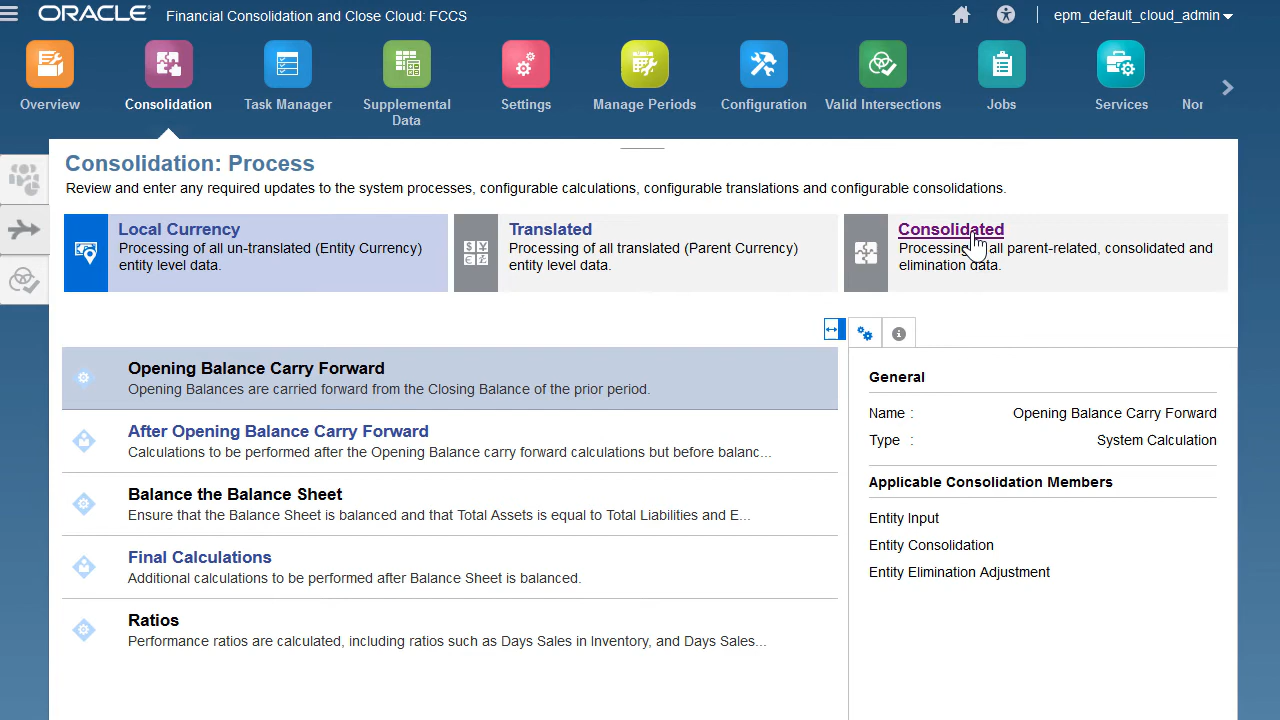 ORACLE® Financial Consolidation and Close Cloud: FCCS
epm_default_cloud_admin
Overview
Consolidation
Task Manager
Supplemental
Data
Settings
Manage Periods
Configuration
Valid Intersections
Jobs
Services
Nor
Consolidation: Process
Review and enter any required updates to the system processes, configurable calculations, configurable translations and configurable consolidations.
Local Currency
Processing of all un-translated (Entity Currency)
entity level data.
Translated
Processing of all translated (Parent Currency)
entity level data.
Consolidated
Processing all parent-related, consolidated and
elimination data.
Opening Balance Carry Forward
Opening Balances are carried forward from the Closing Balance of the prior period.
After Opening Balance Carry Forward
Calculations to be performed after the Opening Balance carry forward calculations but before balanc...
Balance the Balance Sheet
Ensure that the Balance Sheet is balanced and that Total Assets is equal to Total Liabilities and E...
Final Calculations
Additional calculations to be performed after Balance Sheet is balanced.
Ratios
Performance ratios are calculated, including ratios such as Days Sales in Inventory, and Days Sales...
General
Name : Opening Balance Carry Forward
Type : System Calculation
Applicable Consolidation Members
Entity Input
Entity Consolidation
Entity Elimination Adjustment